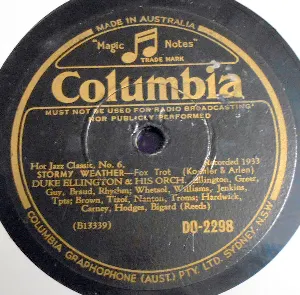 MADE IN AUSTRALIA
"Magic Notes"
TRADE MARK
Columbia
MUST NOT BE USED FOR RADIO BROADCASTING
NOR PUBLICLY PERFORMED
Hot Jazz Classic, No. 6. Recorded 1933
STORMY WEATHER—Fox Trot (Koehler & Arlen)
DUKE ELLINGTON & HIS ORCH. Ellington, Greer,
Guy, Braud, Rhythm; Whetsol, Williams, Jenkins,
Tpts; Brown, Tizol, Nanton, Troms; Hardwick,
Carney, Hodges, Bigard (Reeds)
(B13339) DO-2298
COLUMBIA GRAPHOPHONE (AUST.) PTY. LTD. SYDNEY. N.S.W.